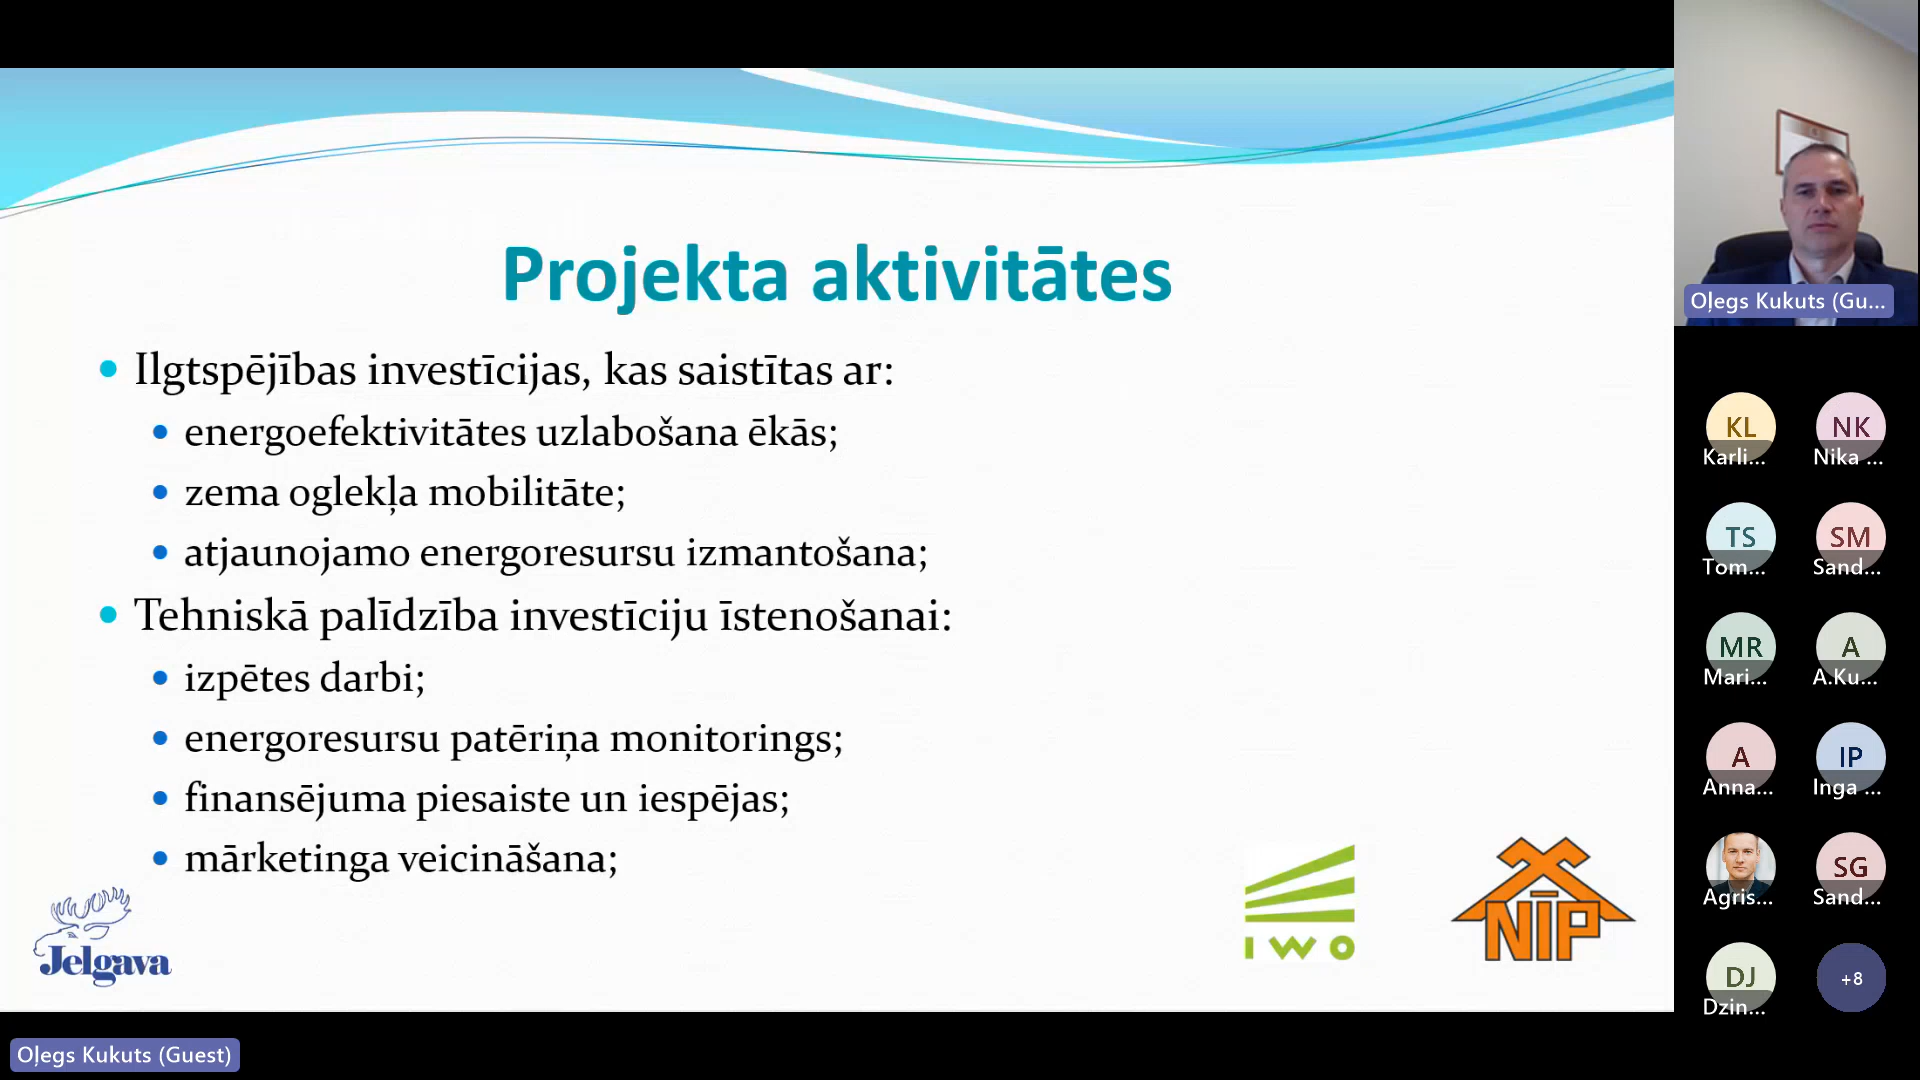 Projekta aktivitātes
Ilgtspējības investīcijas, kas saistītas ar:
energoefektivitātes uzlabošana ēkās;
zema oglekļa mobilitāte;
atjaunojamo energoresursu izmantošana;
Tehniskā palīdzība investīciju īstenošanai:
izpētes darbi;
energoresursu patēriņa monitorings;
finansējuma piesaiste un iespējas;
mārketinga veicināšana;
Jelgava
IWO
NĪP
Oļegs Kukuts (Guest)
Oļegs Kukuts (Gu...
KL
Karli...
NK
Nika ...
TS
Tom...
SM
Sand...
MR
Mari...
A
A.Ku...
A
Anna...
IP
Inga ...
Agris...
SG
Sand...
DJ
Dzin...
+8